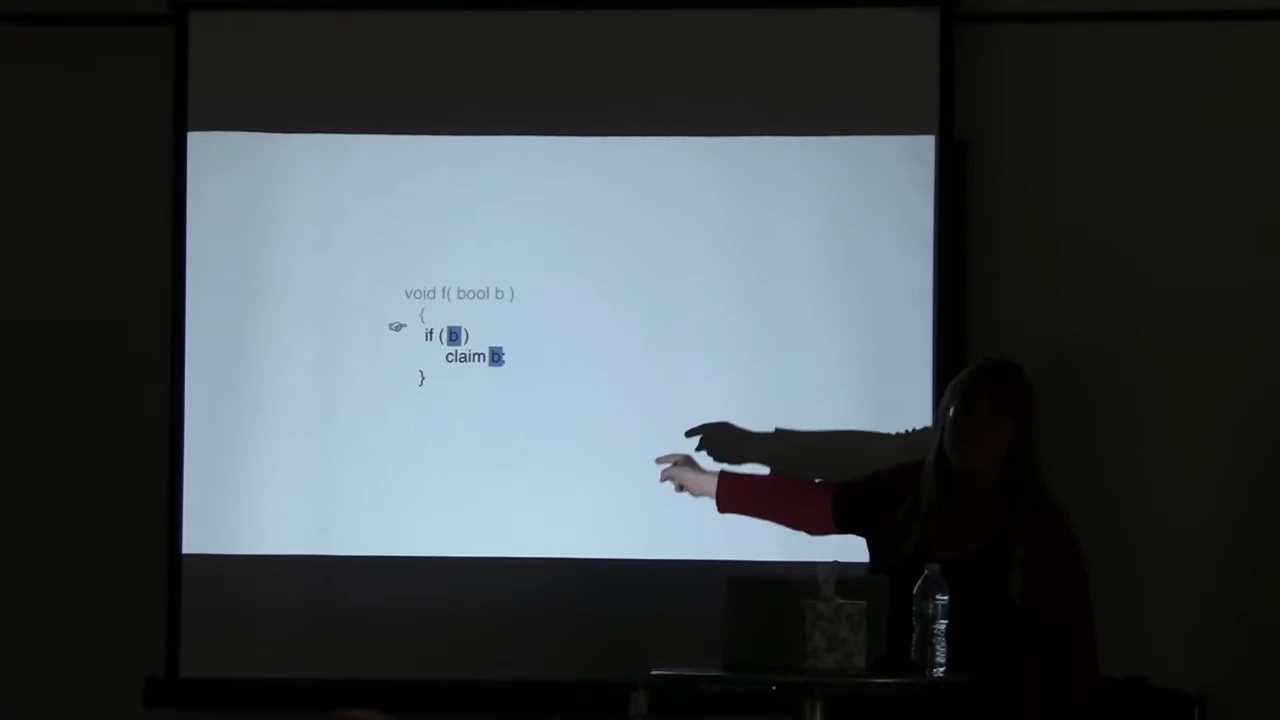 void f( bool b )
{
if ( b )
claim b;
}